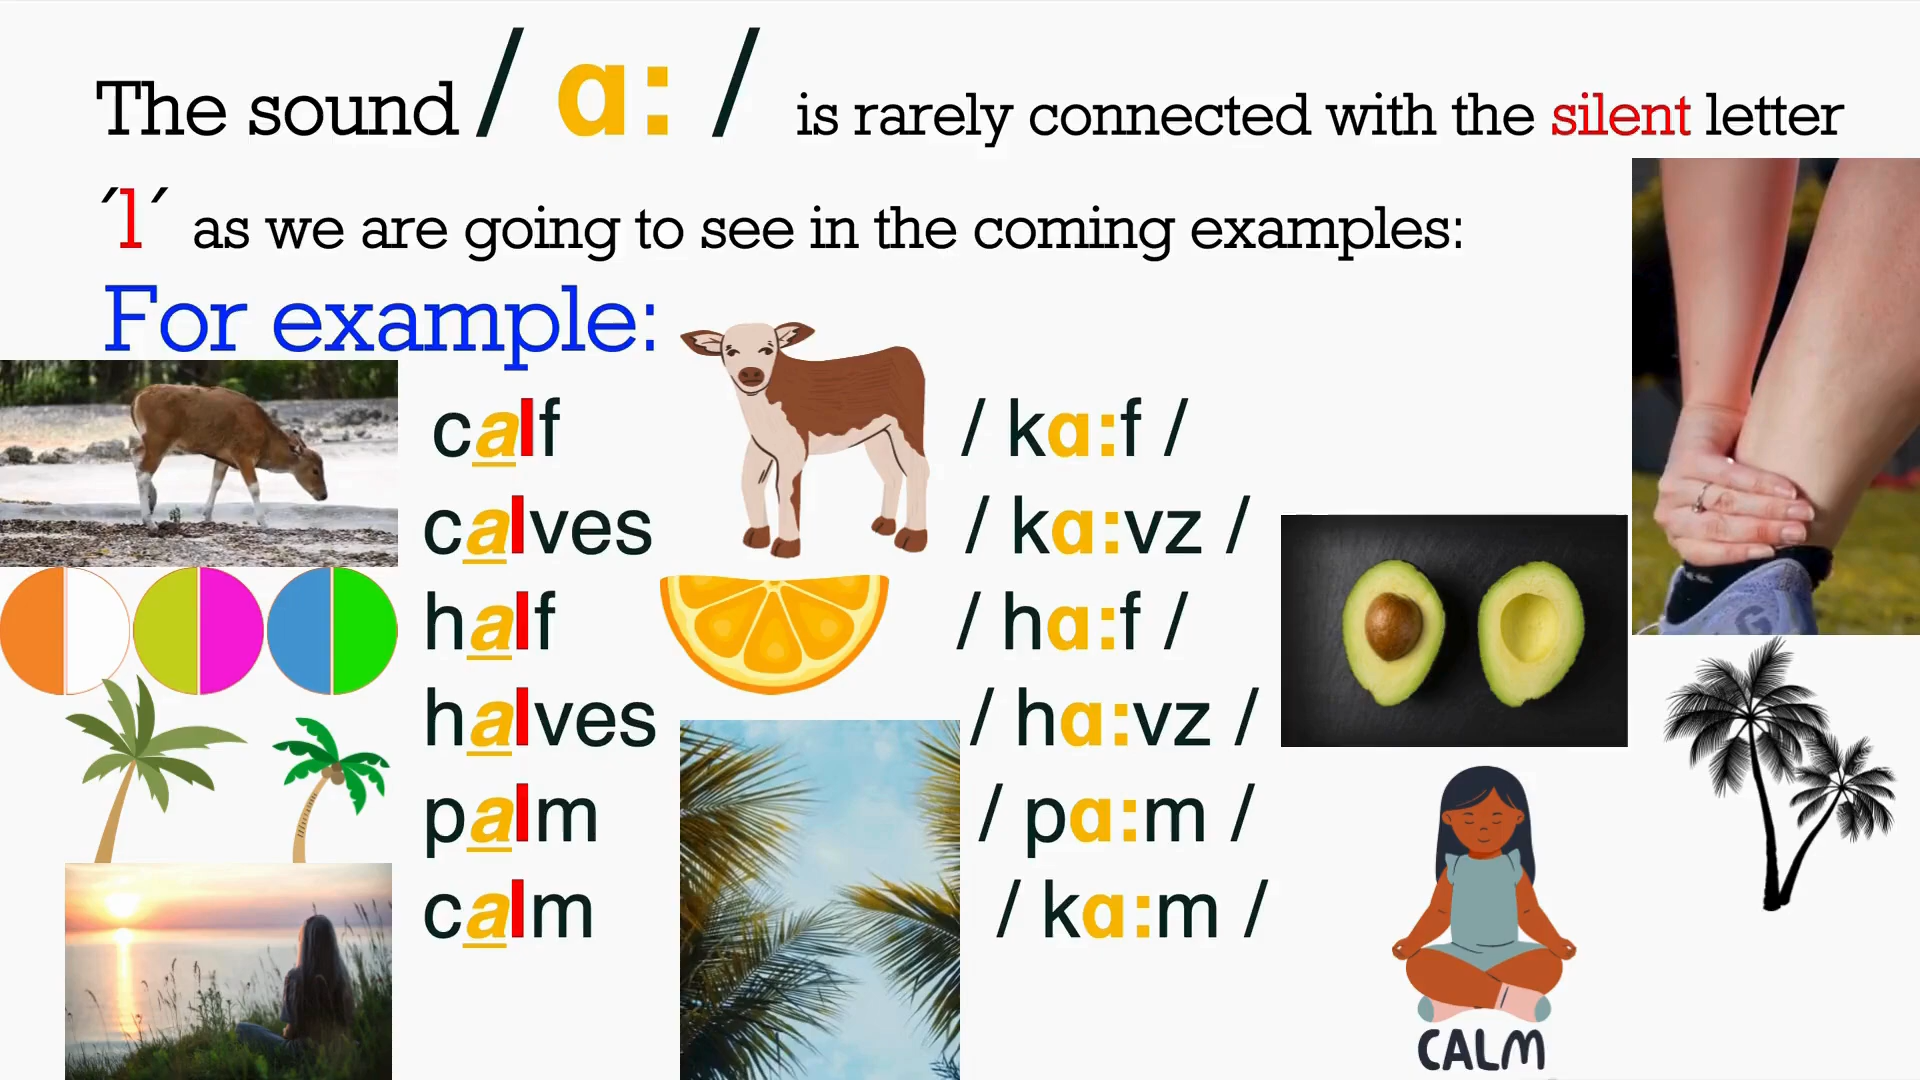 The sound / ɑ: / is rarely connected with the silent letter
´l´ as we are going to see in the coming examples:
For example:
calf / kɑ:f /
calves / kɑ:vz /
half / hɑ:f /
halves / hɑ:vz /
palm / pɑ:m /
calm / kɑ:m /
CALM